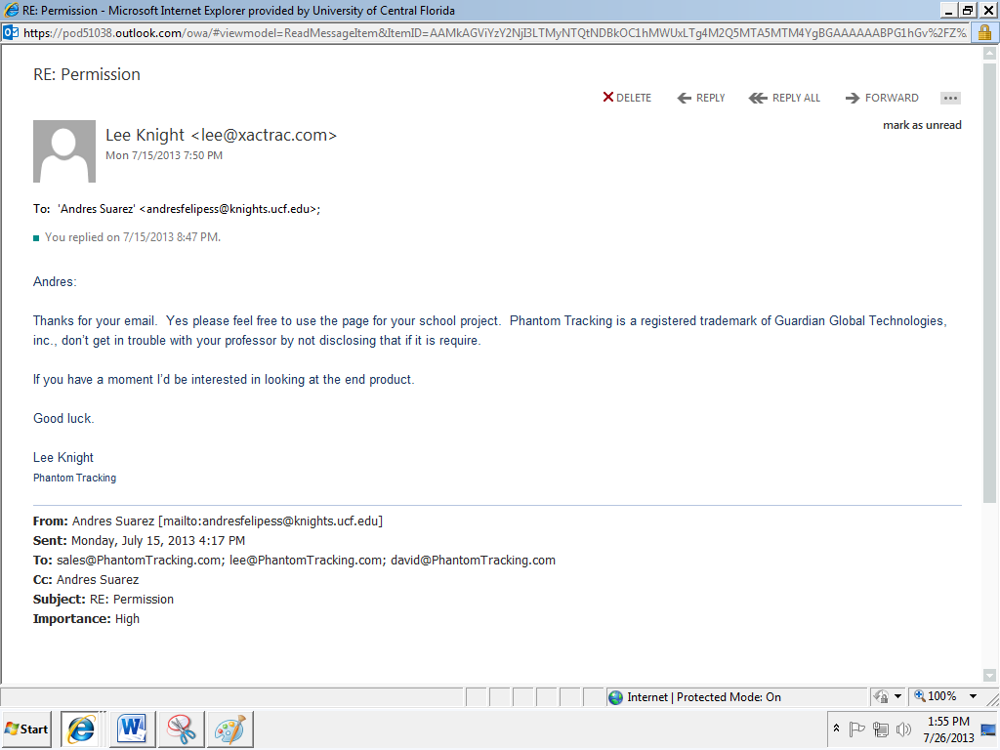 RE: Permission - Microsoft Internet Explorer provided by University of Central Florida
https://pod51038.outlook.com/owa/#viewmodel=ReadMessageItem&ItemID=AAMkAGViYzY2NjI3LTMyNTQtNDBkOC1hMWUxLTg4M2Q5MTA5MTM4YgBGAAAAAABPG1hGv%2FZ%
RE: Permission
DELETE REPLY REPLY ALL FORWARD
mark as unread
Lee Knight <lee@xactrac.com>
Mon 7/15/2013 7:50 PM
To: 'Andres Suarez' <andresfelipess@knights.ucf.edu>;
You replied on 7/15/2013 8:47 PM.
Andres:
Thanks for your email.  Yes please feel free to use the page for your school project.  Phantom Tracking is a registered trademark of Guardian Global Technologies,
inc., don't get in trouble with your professor by not disclosing that if it is require.
If you have a moment I'd be interested in looking at the end product.
Good luck.
Lee Knight
Phantom Tracking
From: Andres Suarez [mailto:andresfelipess@knights.ucf.edu]
Sent: Monday, July 15, 2013 4:17 PM
To: sales@PhantomTracking.com; lee@PhantomTracking.com; david@PhantomTracking.com
Cc: Andres Suarez
Subject: RE: Permission
Importance: High
Internet | Protected Mode: On 100%
Start 1:55 PM
7/26/2013